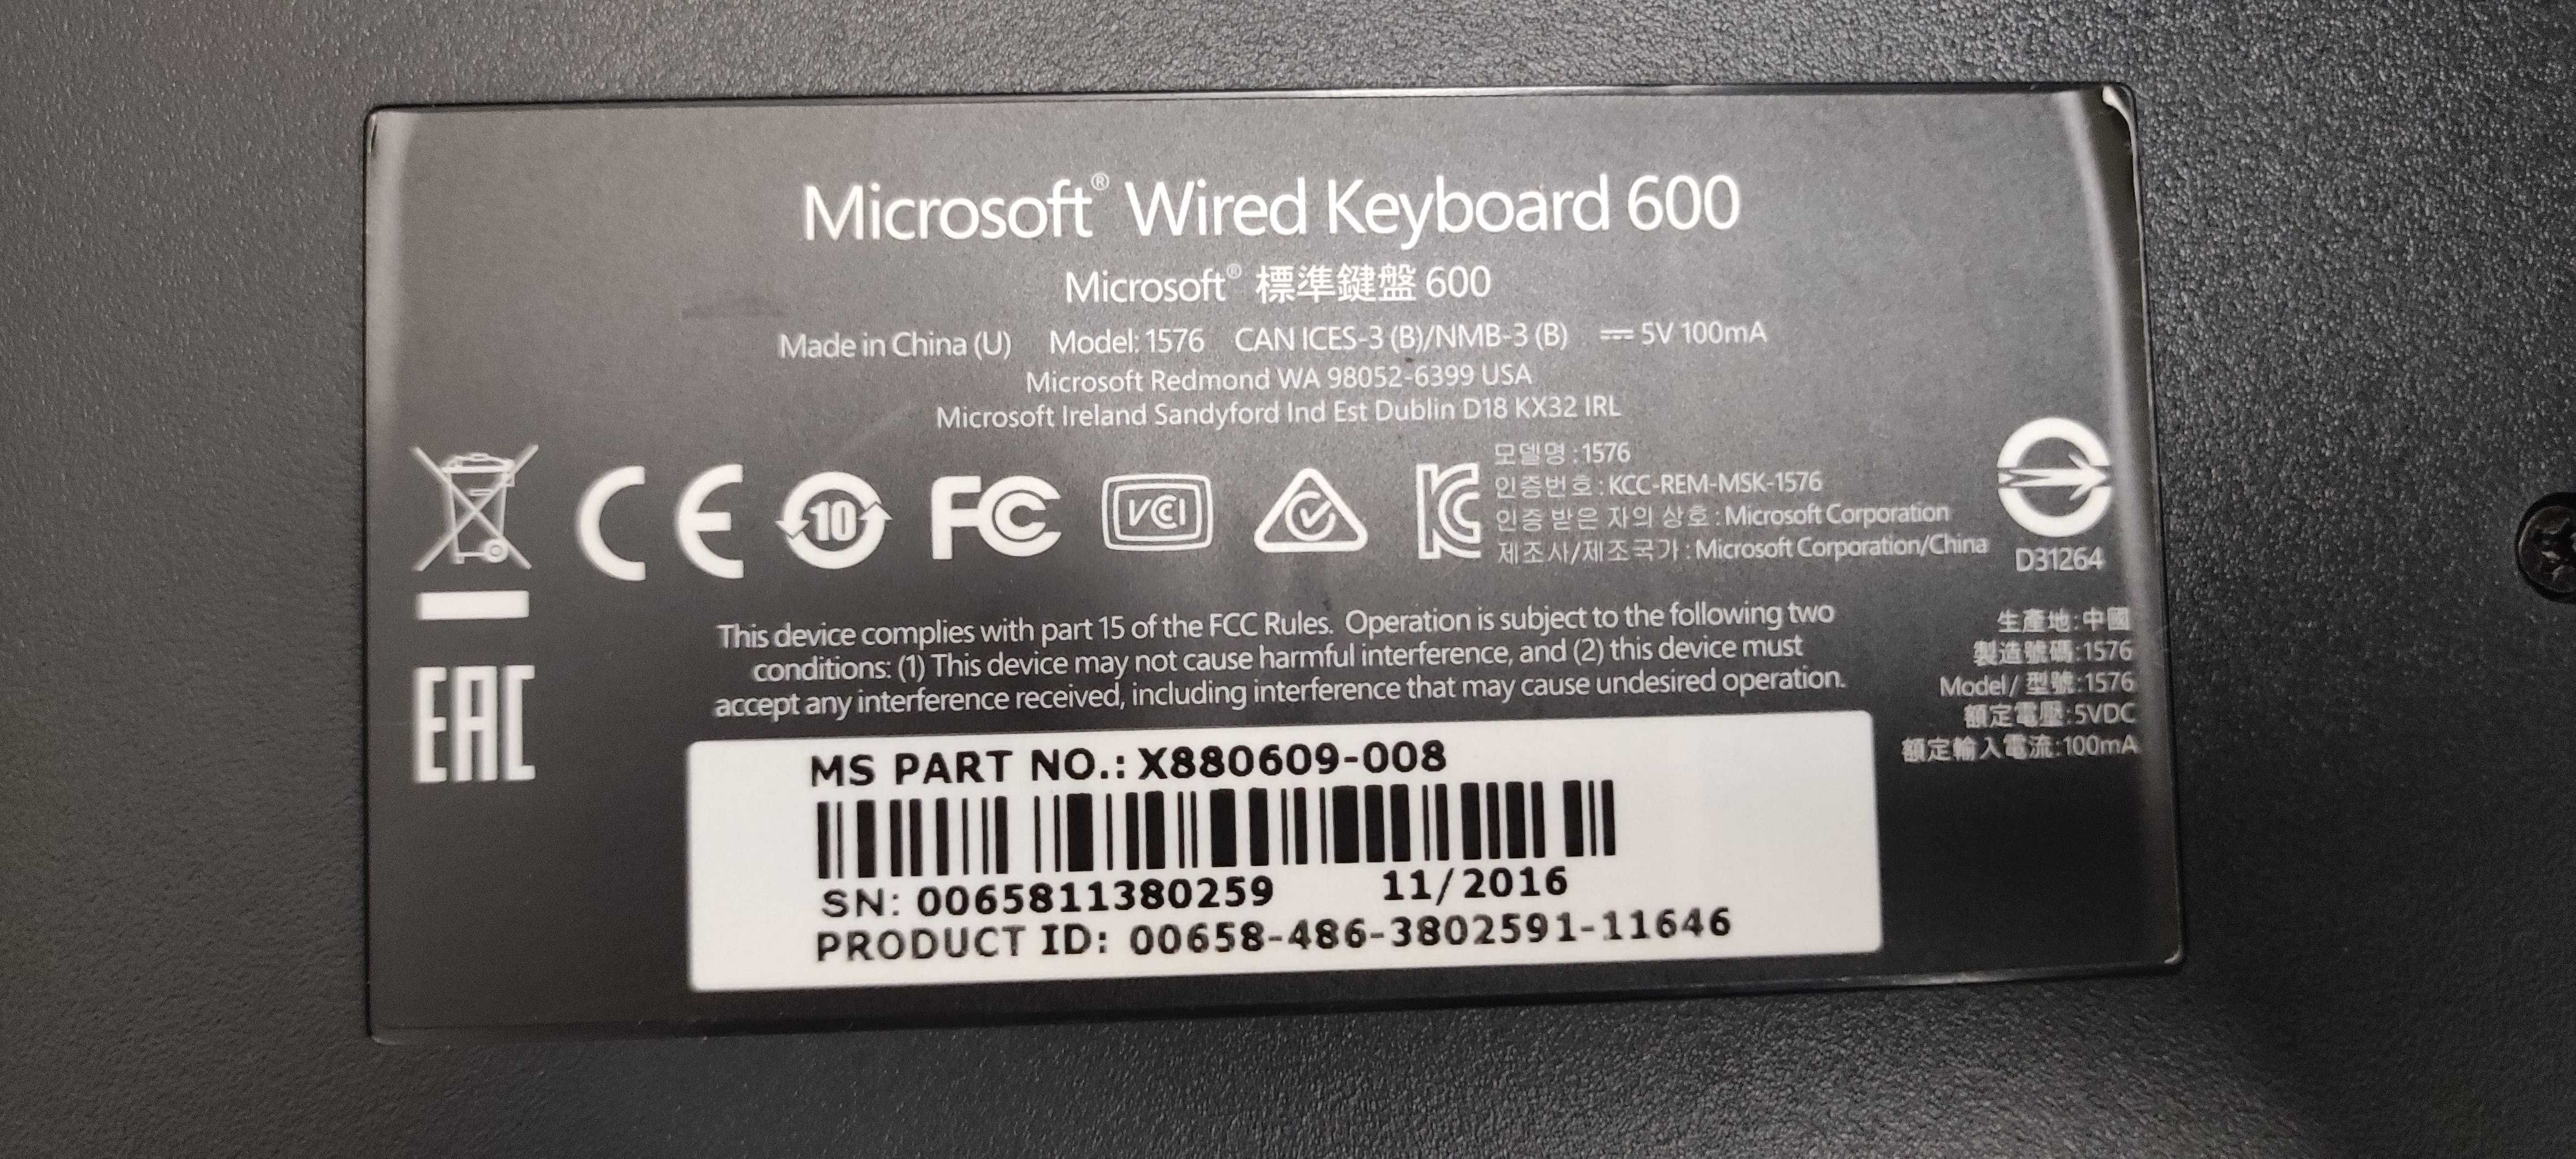 Microsoft® Wired Keyboard 600
Microsoft® 標準鍵盤 600
Made in China (U) Model: 1576 CAN ICES-3 (B)/NMB-3 (B) ⎓ 5V 100mA
Microsoft Redmond WA 98052-6399 USA
Microsoft Ireland Sandyford Ind Est Dublin D18 KX32 IRL
CE
10
FC
VCI
모델명 : 1576
인증번호 : KCC-REM-MSK-1576
인증 받은 자의 상호 : Microsoft Corporation
제조사/제조국가 : Microsoft Corporation/China
D31264
EAC
This device complies with part 15 of the FCC Rules. Operation is subject to the following two
conditions: (1) This device may not cause harmful interference, and (2) this device must
accept any interference received, including interference that may cause undesired operation.
生產地:中國
製造號碼:1576
Model/ 型號:1576
額定電壓:5VDC
額定輸入電流:100mA
MS PART NO.: X880609-008
SN: 0065811380259 11/2016
PRODUCT ID: 00658-486-3802591-11646